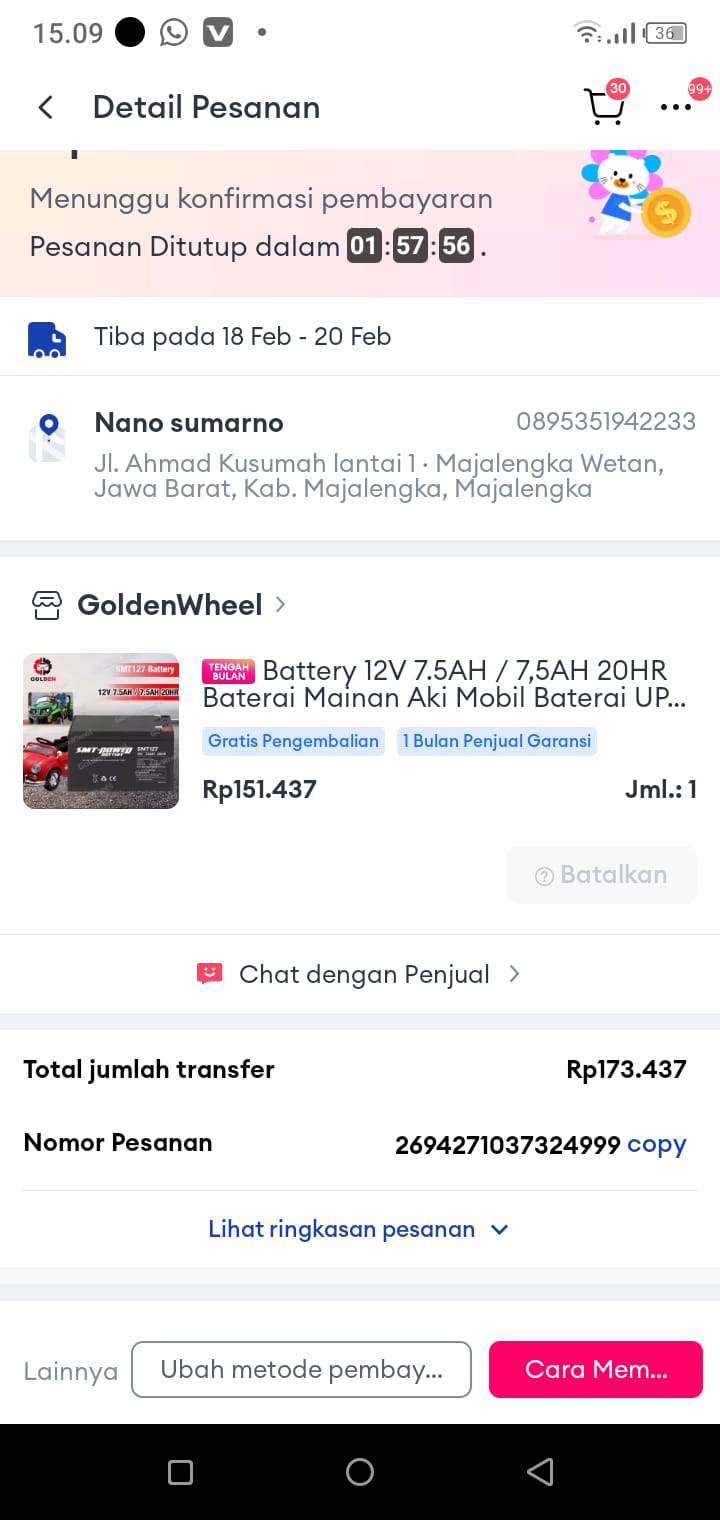 15.09
36
Detail Pesanan
30
99+
Menunggu konfirmasi pembayaran
Pesanan Ditutup dalam 01:57:56.
Tiba pada 18 Feb - 20 Feb
Nano sumarno 0895351942233
Jl. Ahmad Kusumah lantai 1 · Majalengka Wetan,
Jawa Barat, Kab. Majalengka, Majalengka
GoldenWheel
GOLDEN
SMT127 Battery
12V 7.5AH / 7,5AH 20HR
SMT-POWER
BATTERY
SMT127
TENGAH BULAN Battery 12V 7.5AH / 7,5AH 20HR
Baterai Mainan Aki Mobil Baterai UP...
Gratis Pengembalian 1 Bulan Penjual Garansi
Rp151.437 Jml.: 1
Batalkan
Chat dengan Penjual
Total jumlah transfer Rp173.437
Nomor Pesanan 2694271037324999 copy
Lihat ringkasan pesanan
Lainnya Ubah metode pembay... Cara Mem...